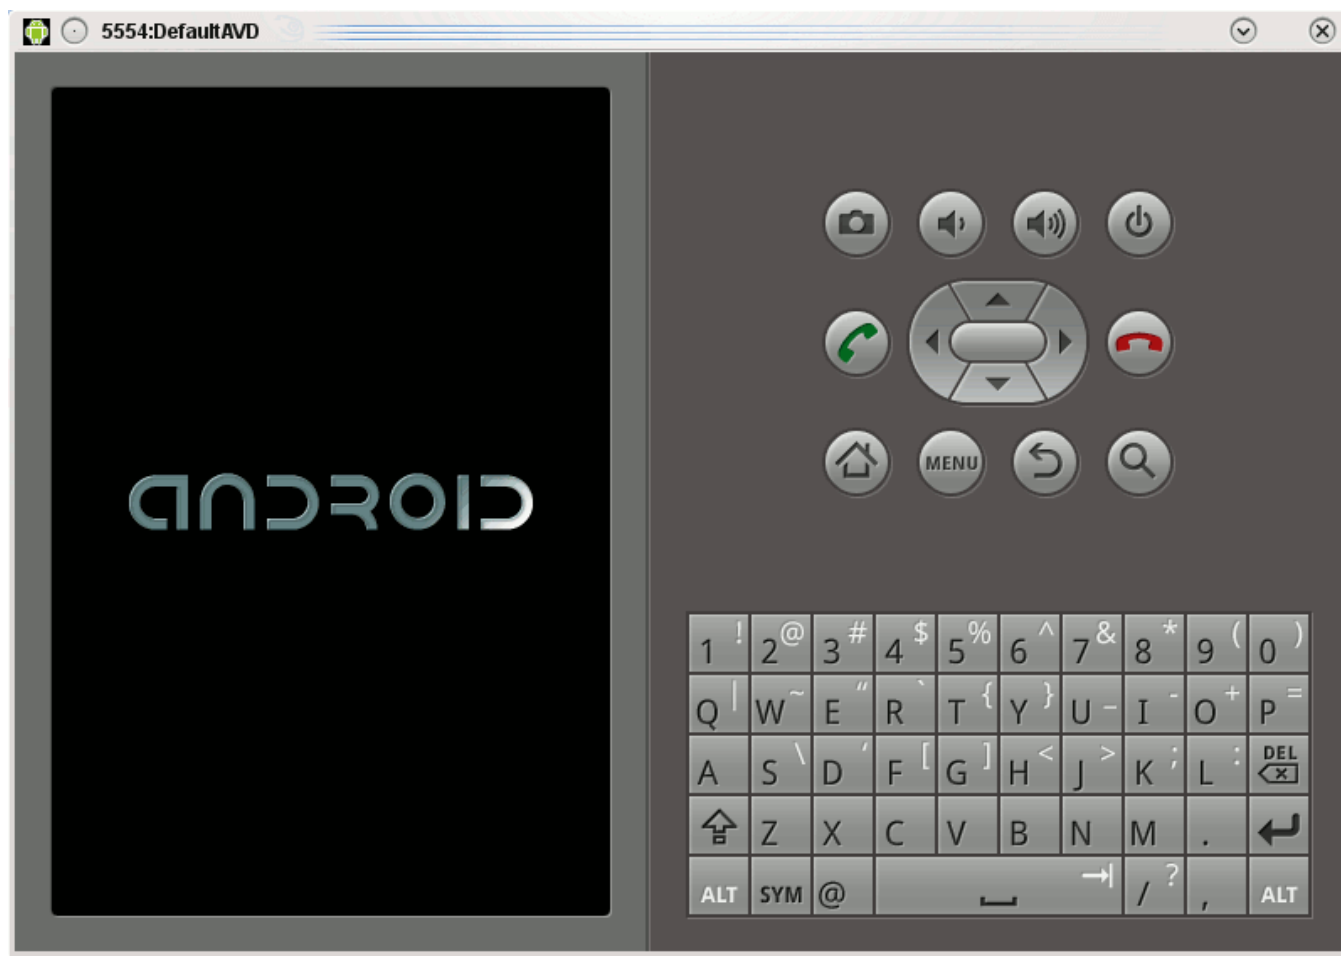 5554:DefaultAVD
ANDROID
MENU
1 ! 2 @ 3 # 4 $ 5 % 6 ^ 7 & 8 * 9 ( 0 )
Q | W ~ E " R ` T { Y } U _ I - O + P =
A S \ D ' F [ G ] H < J > K ; L : DEL
Z X C V B N M .
ALT SYM @ / ? , ALT